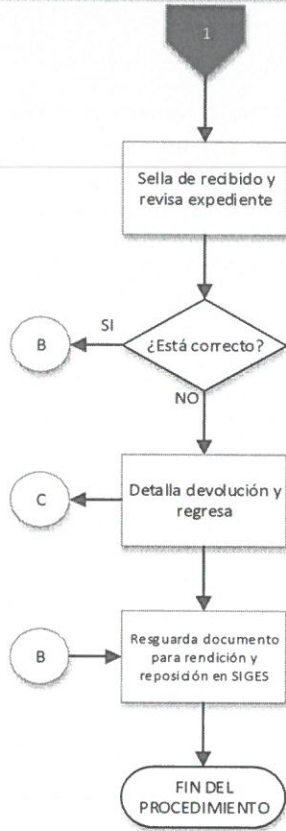 1
Sella de recibido y
revisa expediente
SI
B
¿Está correcto?
NO
C
Detalla devolución y
regresa
B
Resguarda documento
para rendición y
reposición en SIGES
FIN DEL
PROCEDIMIENTO